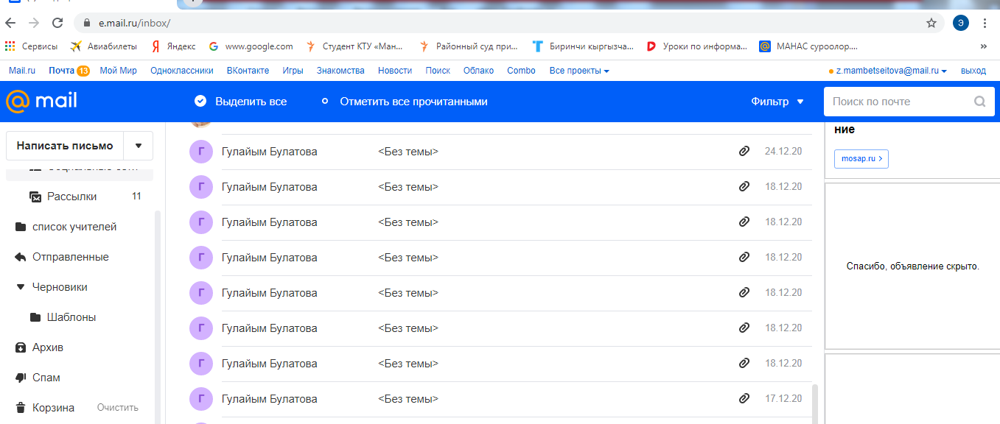 e.mail.ru/inbox/
Э
Сервисы Авиабилеты Яндекс www.google.com Студент КТУ «Ман... Районный суд при... Биринчи кыргызча... Уроки по информа... МАНАС суроолор.... »
Mail.ru Почта 13 Мой Мир Одноклассники ВКонтакте Игры Знакомства Новости Поиск Облако Combo Все проекты z.mambetseitova@mail.ru выход
@mail Выделить все Отметить все прочитанными Фильтр Поиск по почте
Написать письмо
Социальные сети
Рассылки 11
список учителей
Отправленные
Черновики
Шаблоны
Архив
Спам
Корзина Очистить
Г Гулайым Булатова <Без темы> 24.12.20
Г Гулайым Булатова <Без темы> 18.12.20
Г Гулайым Булатова <Без темы> 18.12.20
Г Гулайым Булатова <Без темы> 18.12.20
Г Гулайым Булатова <Без темы> 18.12.20
Г Гулайым Булатова <Без темы> 18.12.20
Г Гулайым Булатова <Без темы> 18.12.20
Г Гулайым Булатова <Без темы> 17.12.20
ние
mosap.ru >
Спасибо, объявление скрыто.